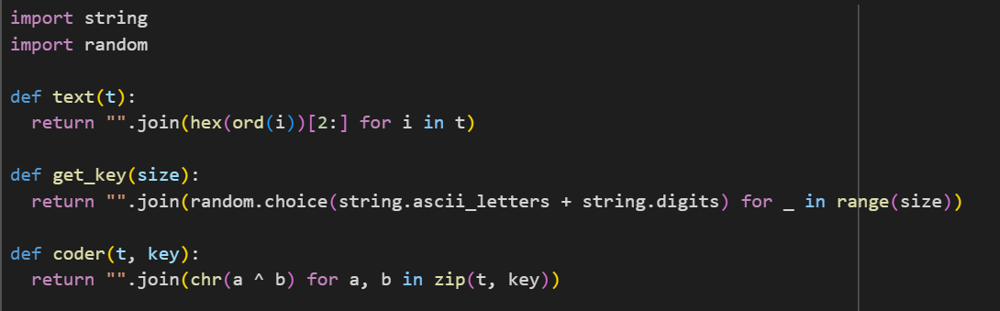 import string
import random
def text(t):
return "".join(hex(ord(i))[2:] for i in t)
def get_key(size):
return "".join(random.choice(string.ascii_letters + string.digits) for _ in range(size))
def coder(t, key):
return "".join(chr(a ^ b) for a, b in zip(t, key))